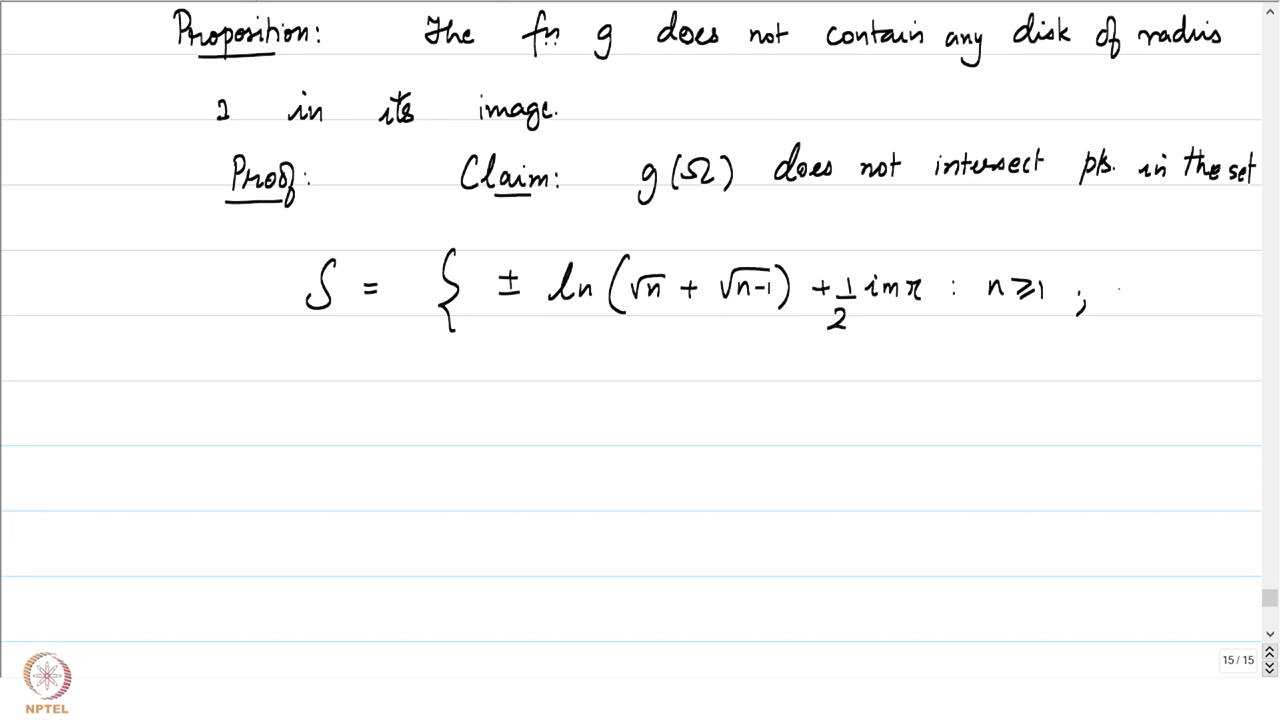 Proposition: The fn g does not contain any disk of radius
1 in its image.
Proof: Claim: g(Ω) does not intersect pts. in the set
S = { ± ln(√n + √n-1) + 1/2 imπ : n ≥ 1 ;
15 / 15
NPTEL